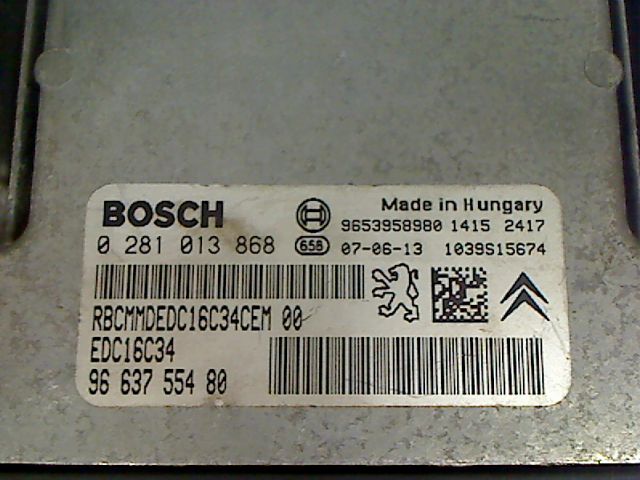 BOSCH
Made in Hungary
9653958980 1415 2417
0 281 013 868 658 07-06-13 1039S15674
RBCMMDEDC16C34CEM 00
EDC16C34
96 637 554 80